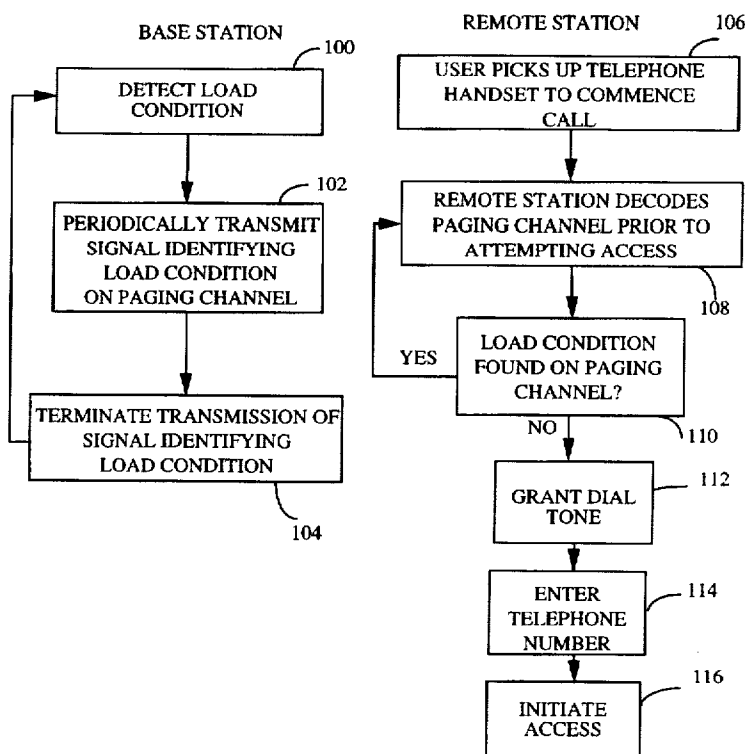 BASE STATION
100
DETECT LOAD
CONDITION
102
PERIODICALLY TRANSMIT
SIGNAL IDENTIFYING
LOAD CONDITION
ON PAGING CHANNEL
TERMINATE TRANSMISSION OF
SIGNAL IDENTIFYING
LOAD CONDITION
104
REMOTE STATION
106
USER PICKS UP TELEPHONE
HANDSET TO COMMENCE
CALL
REMOTE STATION DECODES
PAGING CHANNEL PRIOR TO
ATTEMPTING ACCESS
108
YES
LOAD CONDITION
FOUND ON PAGING
CHANNEL?
NO
110
112
GRANT DIAL
TONE
114
ENTER
TELEPHONE
NUMBER
116
INITIATE
ACCESS